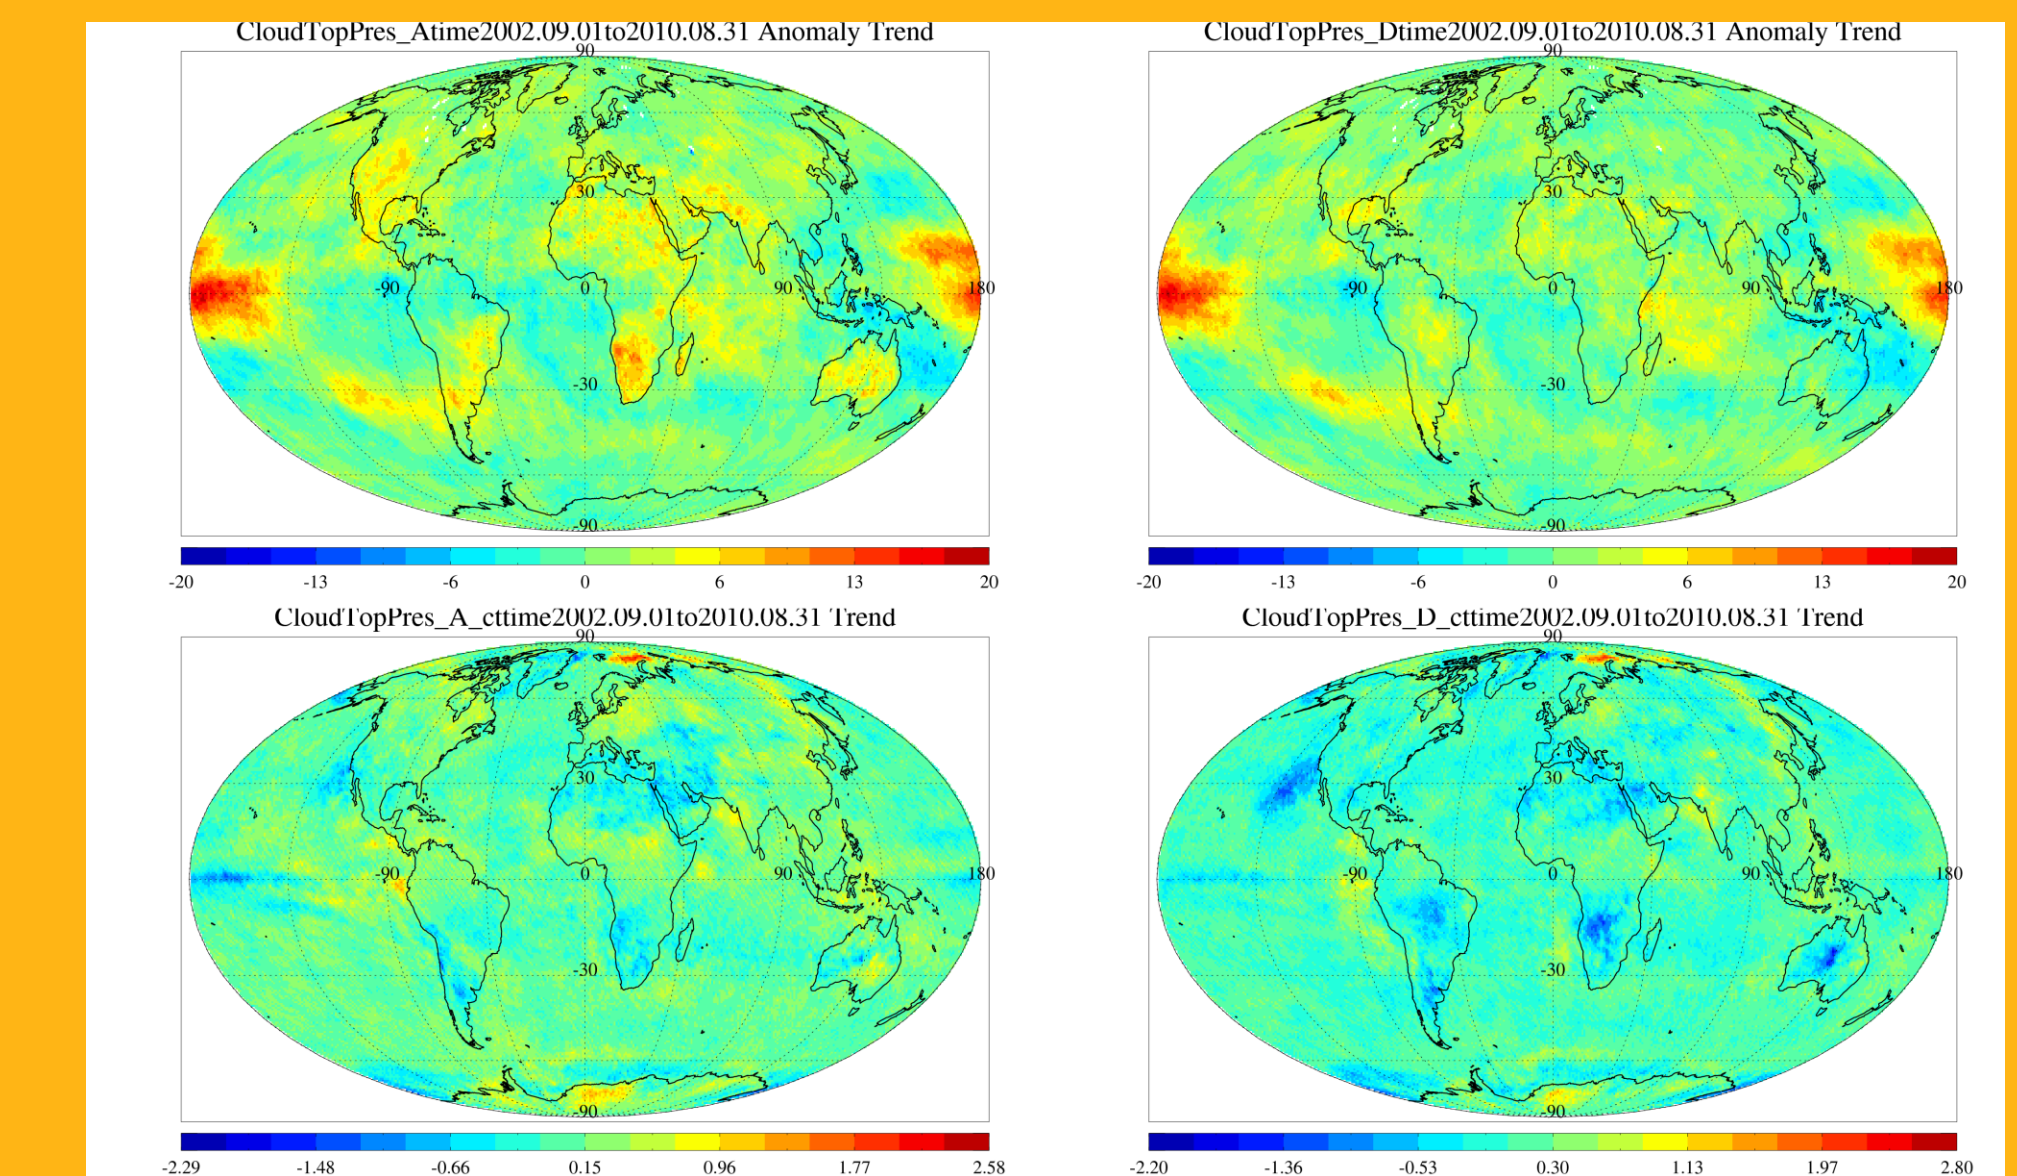 CloudTopPres_Atime2002.09.01to2010.08.31 Anomaly Trend
90
30
-90 0 90 180
-30
-90
-20 -13 -6 0 6 13 20
CloudTopPres_Dtime2002.09.01to2010.08.31 Anomaly Trend
90
30
-90 0 90 180
-30
-90
-20 -13 -6 0 6 13 20
CloudTopPres_A_cttime2002.09.01to2010.08.31 Trend
90
30
-90 0 90 180
-30
-90
-2.29 -1.48 -0.66 0.15 0.96 1.77 2.58
CloudTopPres_D_cttime2002.09.01to2010.08.31 Trend
90
30
-90 0 90 180
-30
-90
-2.20 -1.36 -0.53 0.30 1.13 1.97 2.80